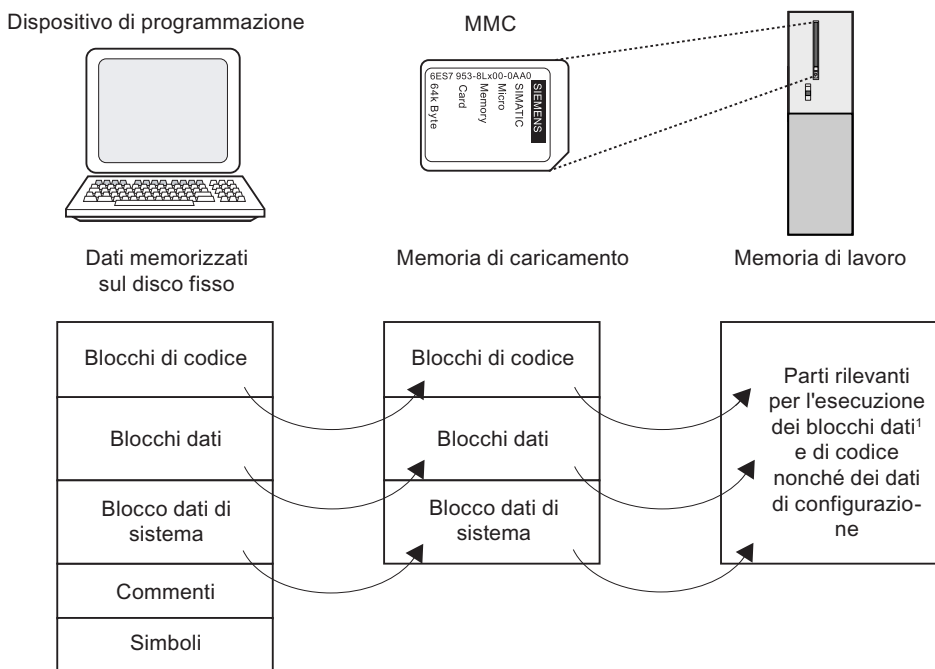 Dispositivo di programmazione
MMC
6ES7 953-8Lx00-0AA0
SIEMENS
SIMATIC
Micro
Memory
Card
64k Byte
Dati memorizzati
sul disco fisso
Memoria di caricamento
Memoria di lavoro
Blocchi di codice
Blocchi dati
Blocco dati di
sistema
Commenti
Simboli
Blocchi di codice
Blocchi dati
Blocco dati di
sistema
Parti rilevanti
per l'esecuzione
dei blocchi dati¹
e di codice
nonché dei dati
di configurazio-
ne